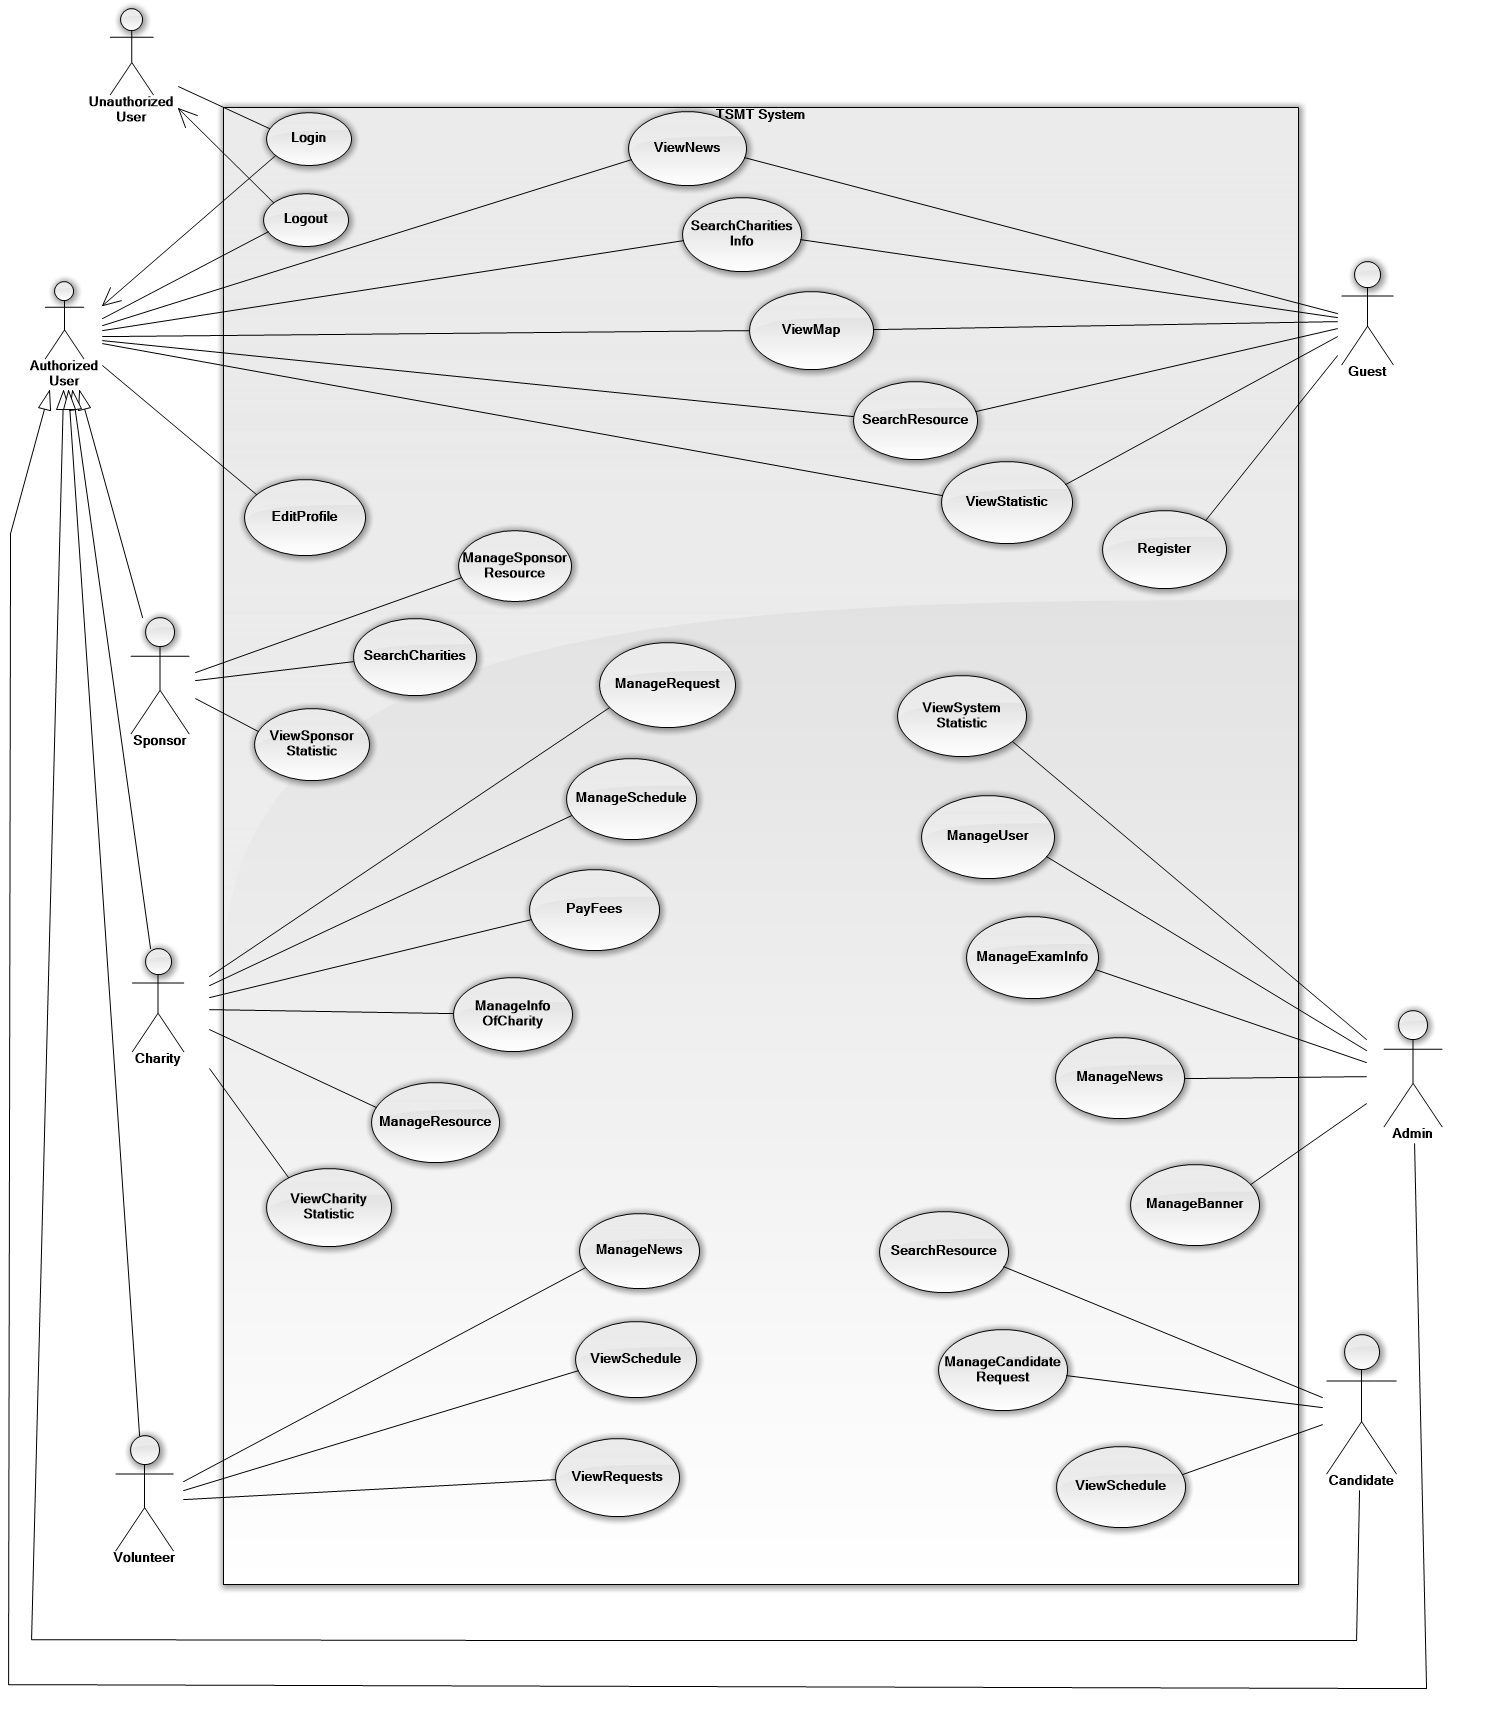 Unauthorized
User
TSMT System
Login
ViewNews
Logout
SearchCharities
Info
ViewMap
Authorized
User
Guest
SearchResource
ViewStatistic
EditProfile
Register
ManageSponsor
Resource
SearchCharities
ManageRequest
ViewSystem
Statistic
Sponsor
ViewSponsor
Statistic
ManageSchedule
ManageUser
PayFees
ManageExamInfo
ManageInfo
OfCharity
Charity
ManageNews
ManageResource
Admin
ViewCharity
Statistic
ManageBanner
ManageNews
SearchResource
ViewSchedule
ManageCandidate
Request
ViewRequests
ViewSchedule
Candidate
Volunteer